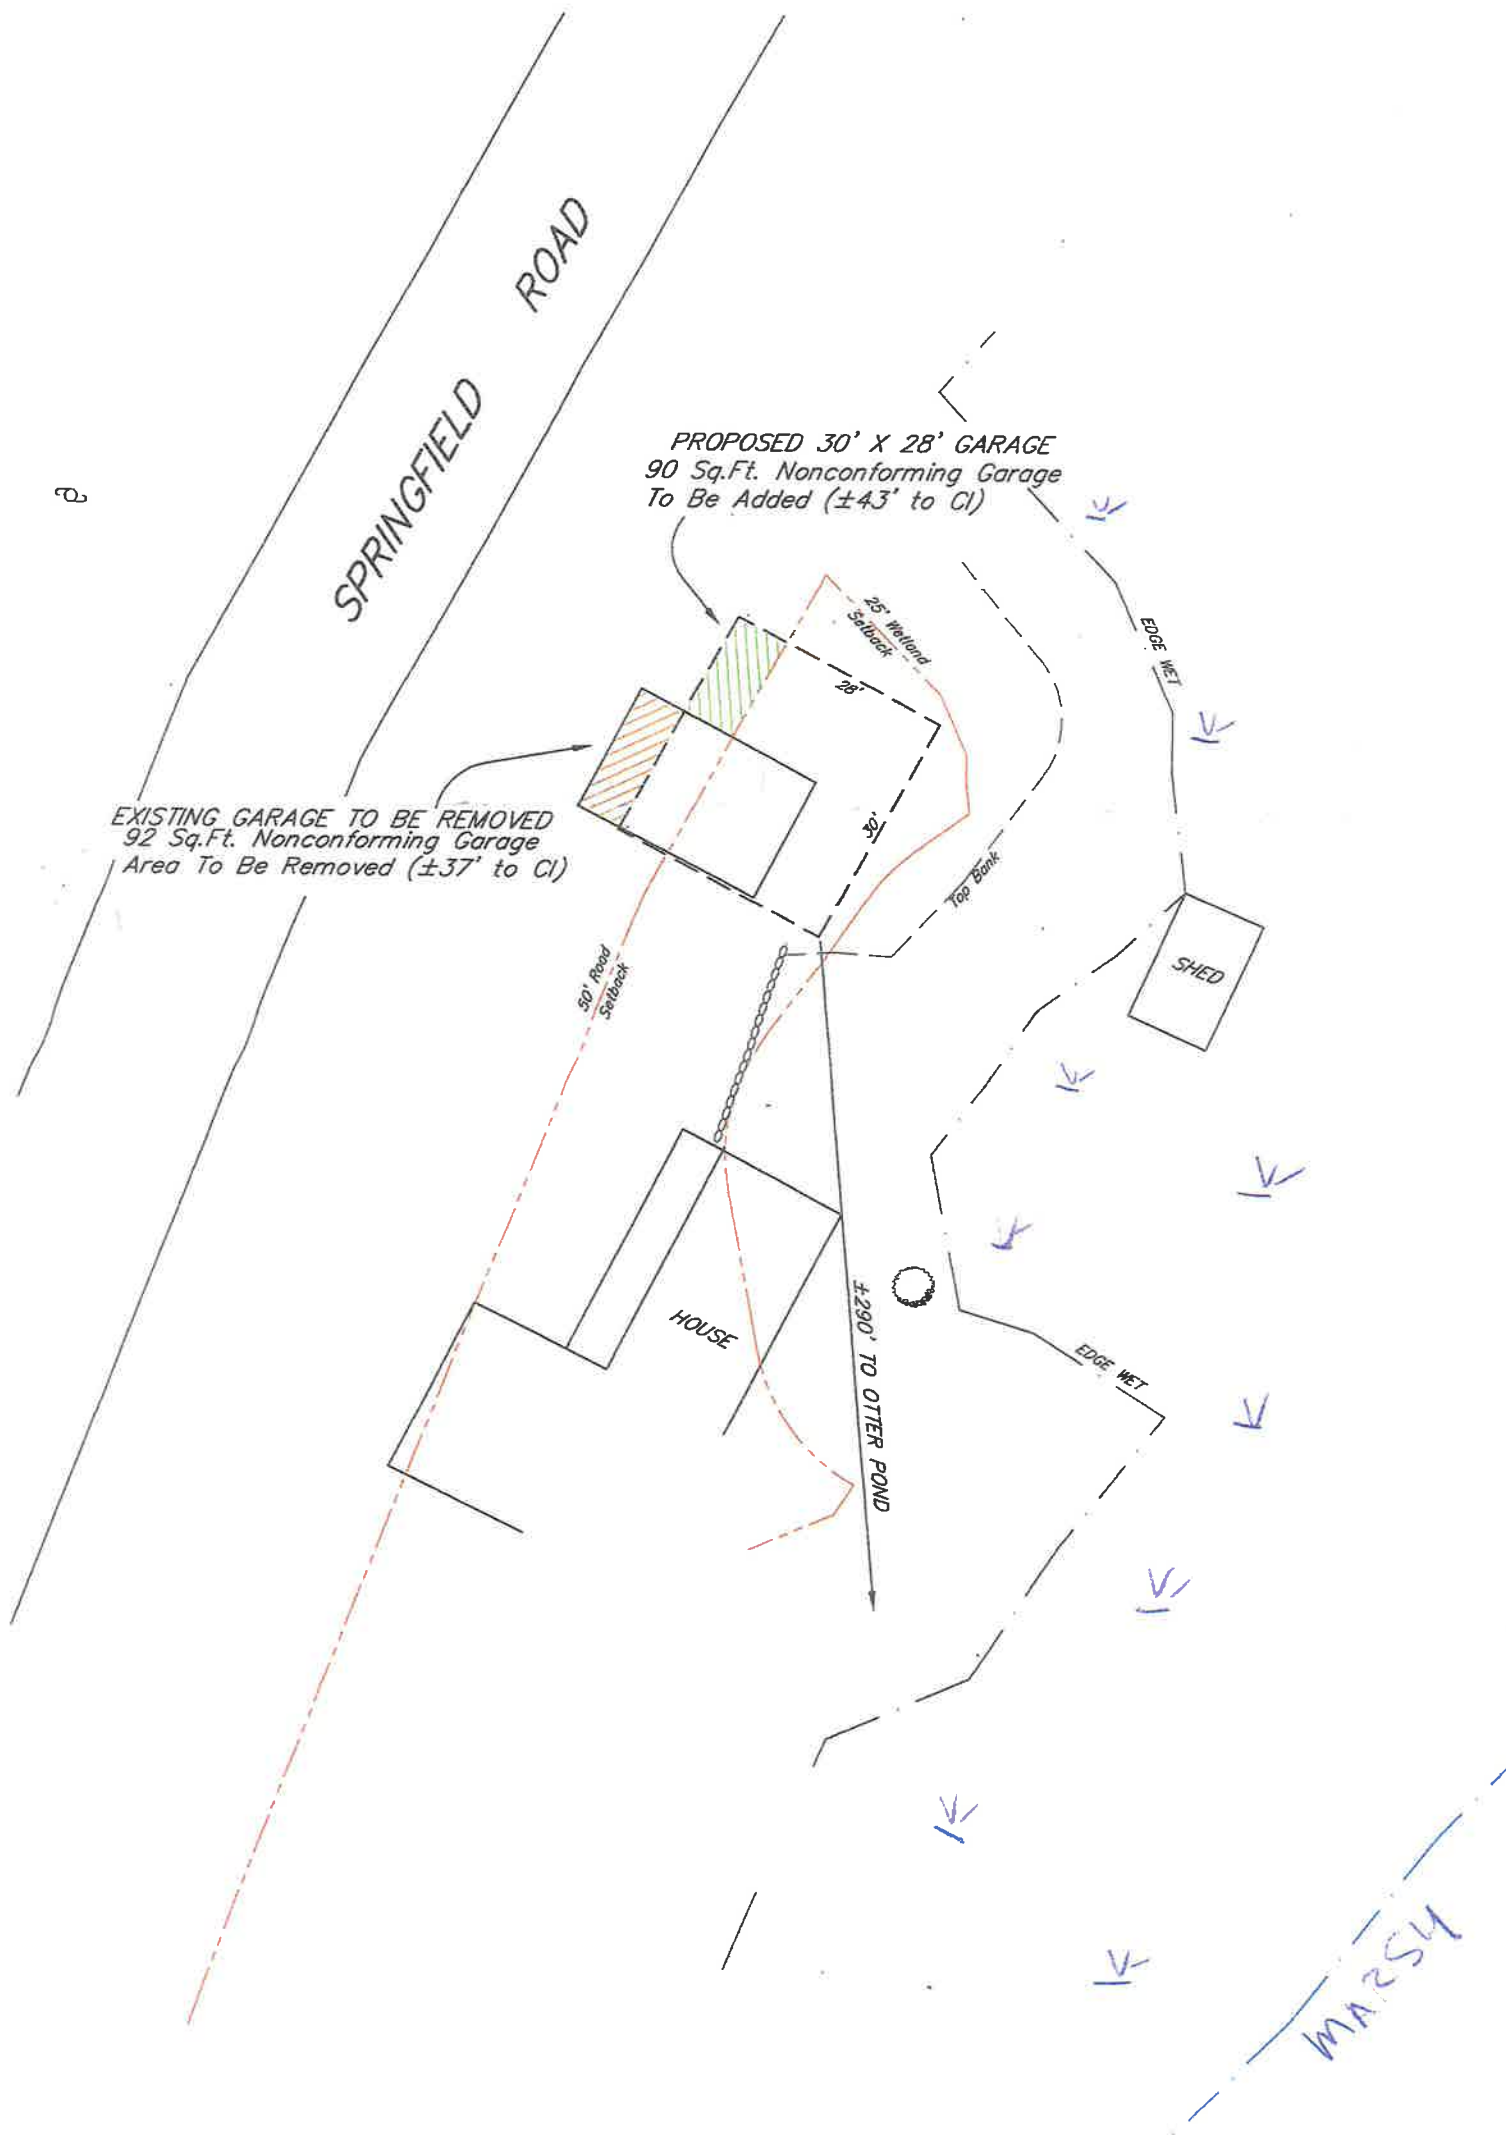 SPRINGFIELD ROAD
PROPOSED 30' X 28' GARAGE
90 Sq.Ft. Nonconforming Garage
To Be Added (±43' to Cl)
25' Wetland
Setback
28'
30'
EDGE WET
EXISTING GARAGE TO BE REMOVED
92 Sq.Ft. Nonconforming Garage
Area To Be Removed (±37' to Cl)
Top Bank
SHED
50' Road
Setback
HOUSE
±290' TO OTTER POND
EDGE WET
MARSH